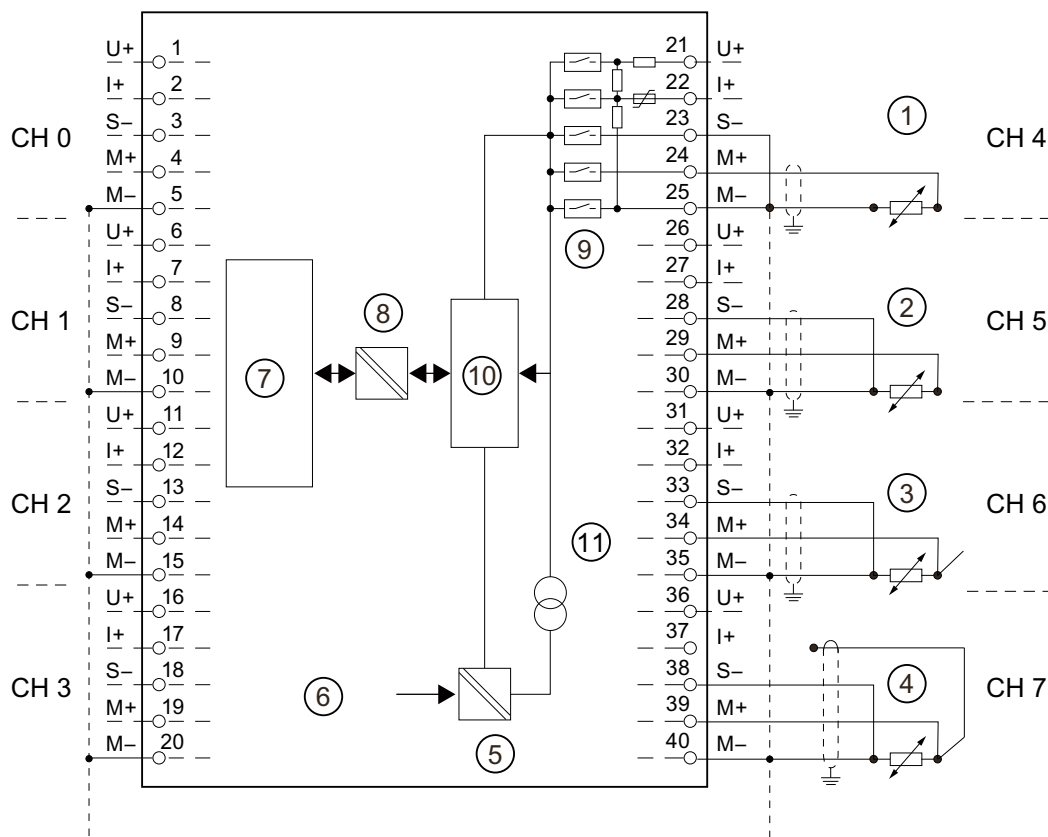 CH 0
U+ 1
I+ 2
S– 3
M+ 4
M– 5
CH 1
U+ 6
I+ 7
S– 8
M+ 9
M– 10
CH 2
U+ 11
I+ 12
S– 13
M+ 14
M– 15
CH 3
U+ 16
I+ 17
S– 18
M+ 19
M– 20
7
8
10
9
11
6
5
21 U+
22 I+
23 S–
24 M+
25 M–
1
CH 4
26 U+
27 I+
28 S–
29 M+
30 M–
2
CH 5
31 U+
32 I+
33 S–
34 M+
35 M–
3
CH 6
36 U+
37 I+
38 S–
39 M+
40 M–
4
CH 7